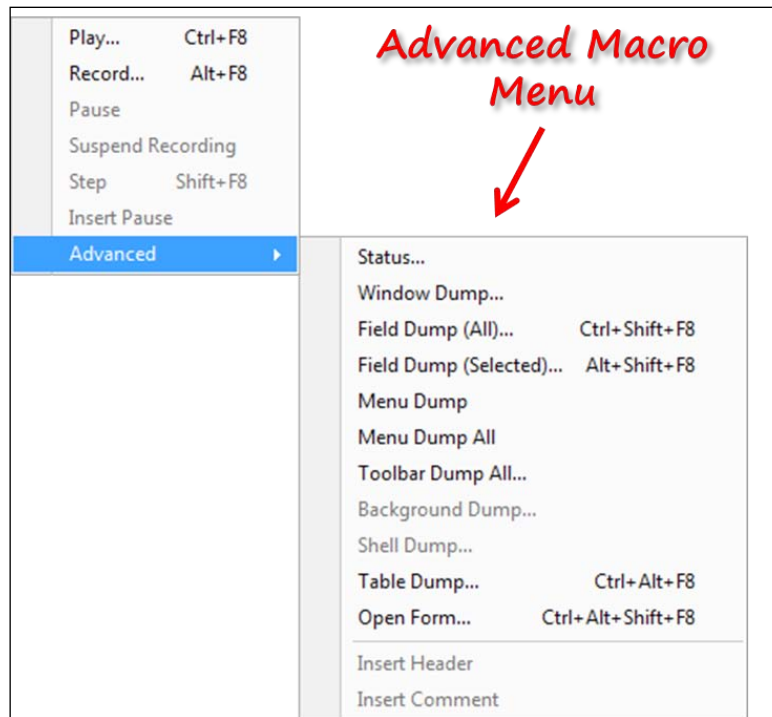 Play... Ctrl+F8
Record... Alt+F8
Pause
Suspend Recording
Step Shift+F8
Insert Pause
Advanced
Advanced Macro
Menu
Status...
Window Dump...
Field Dump (All)... Ctrl+Shift+F8
Field Dump (Selected)... Alt+Shift+F8
Menu Dump
Menu Dump All
Toolbar Dump All...
Background Dump...
Shell Dump...
Table Dump... Ctrl+Alt+F8
Open Form... Ctrl+Alt+Shift+F8
Insert Header
Insert Comment